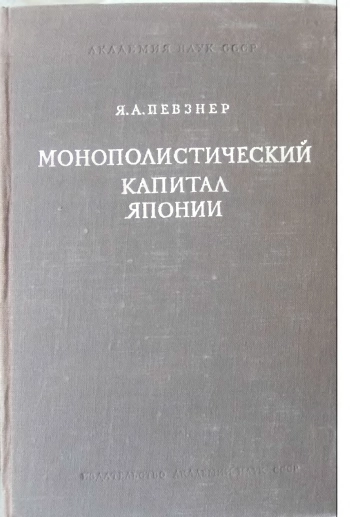 АКАДЕМИЯ НАУК СССР
Я.А.ПЕВЗНЕР
МОНОПОЛИСТИЧЕСКИЙ
КАПИТАЛ
ЯПОНИИ
ИЗДАТЕЛЬСТВО АКАДЕМИИ НАУК СССР